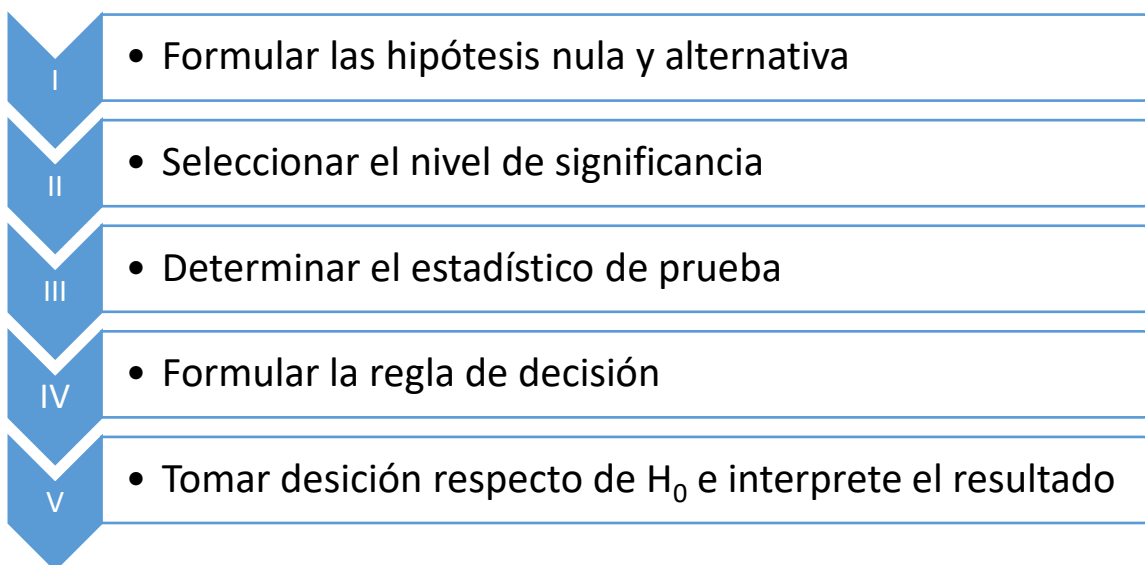 I
• Formular las hipótesis nula y alternativa
II
• Seleccionar el nivel de significancia
III
• Determinar el estadístico de prueba
IV
• Formular la regla de decisión
V
• Tomar desición respecto de H₀ e interprete el resultado